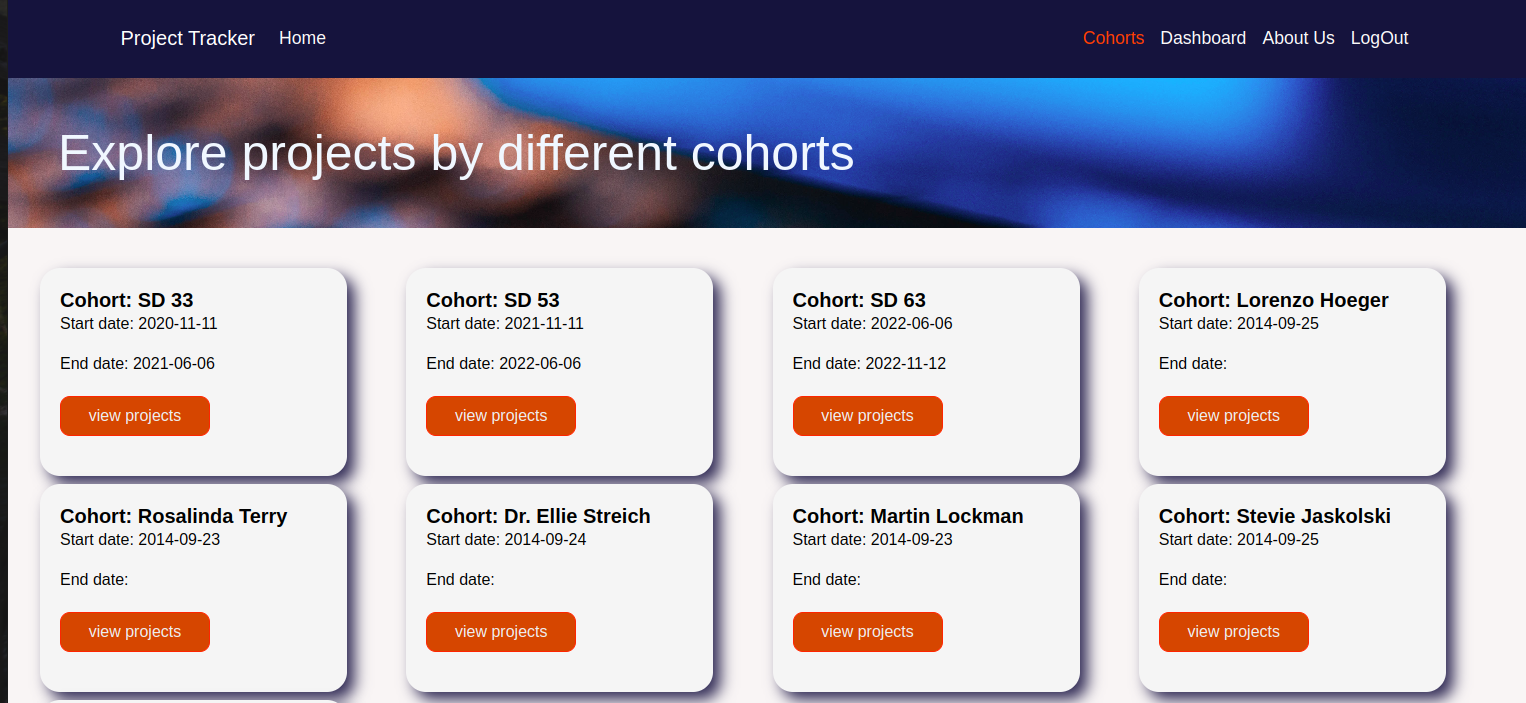 Project Tracker Home Cohorts Dashboard About Us LogOut
Explore projects by different cohorts
Cohort: SD 33
Start date: 2020-11-11
End date: 2021-06-06
view projects
Cohort: SD 53
Start date: 2021-11-11
End date: 2022-06-06
view projects
Cohort: SD 63
Start date: 2022-06-06
End date: 2022-11-12
view projects
Cohort: Lorenzo Hoeger
Start date: 2014-09-25
End date:
view projects
Cohort: Rosalinda Terry
Start date: 2014-09-23
End date:
view projects
Cohort: Dr. Ellie Streich
Start date: 2014-09-24
End date:
view projects
Cohort: Martin Lockman
Start date: 2014-09-23
End date:
view projects
Cohort: Stevie Jaskolski
Start date: 2014-09-25
End date:
view projects